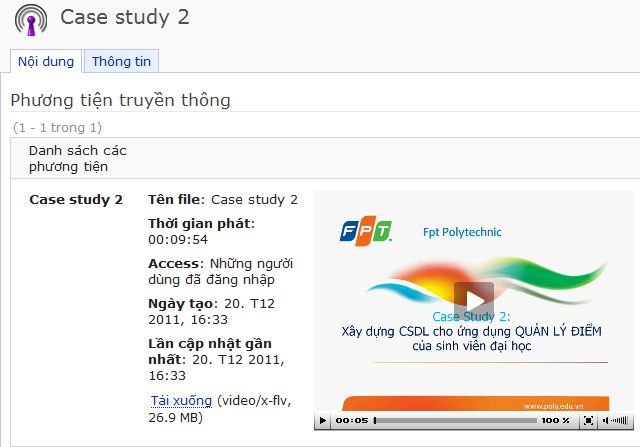 Case study 2
Nội dung
Thông tin
Phương tiện truyền thông
(1 - 1 trong 1)
Danh sách các
phương tiện
Case study 2
Tên file: Case study 2
Thời gian phát:
00:09:54
Access: Những người
dùng đã đăng nhập
Ngày tạo: 20. T12
2011, 16:33
Lần cập nhật gần
nhất: 20. T12 2011,
16:33
Tải xuống (video/x-flv,
26.9 MB)
FPT
Fpt Polytechnic
Case Study 2:
Xây dựng CSDL cho ứng dụng QUẢN LÝ ĐIỂM
của sinh viên đại học
www.poly.edu.vn
00:05
100 %